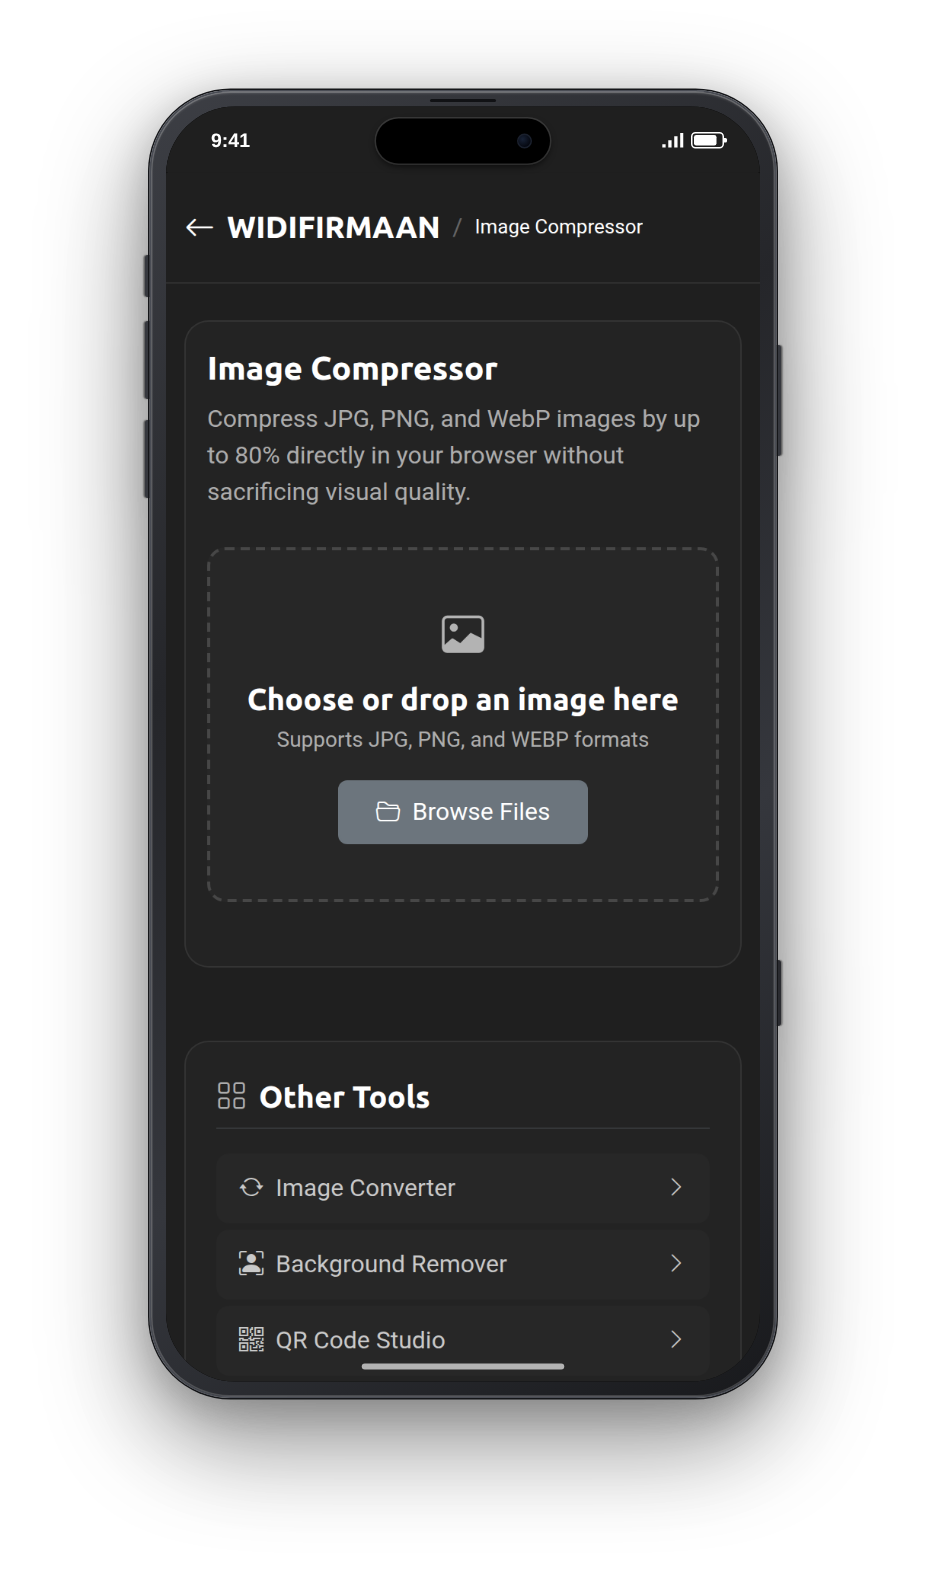 9:41
WIDIFIRMAAN / Image Compressor
Image Compressor
Compress JPG, PNG, and WebP images by up
to 80% directly in your browser without
sacrificing visual quality.
Choose or drop an image here
Supports JPG, PNG, and WEBP formats
Browse Files
Other Tools
Image Converter
Background Remover
QR Code Studio